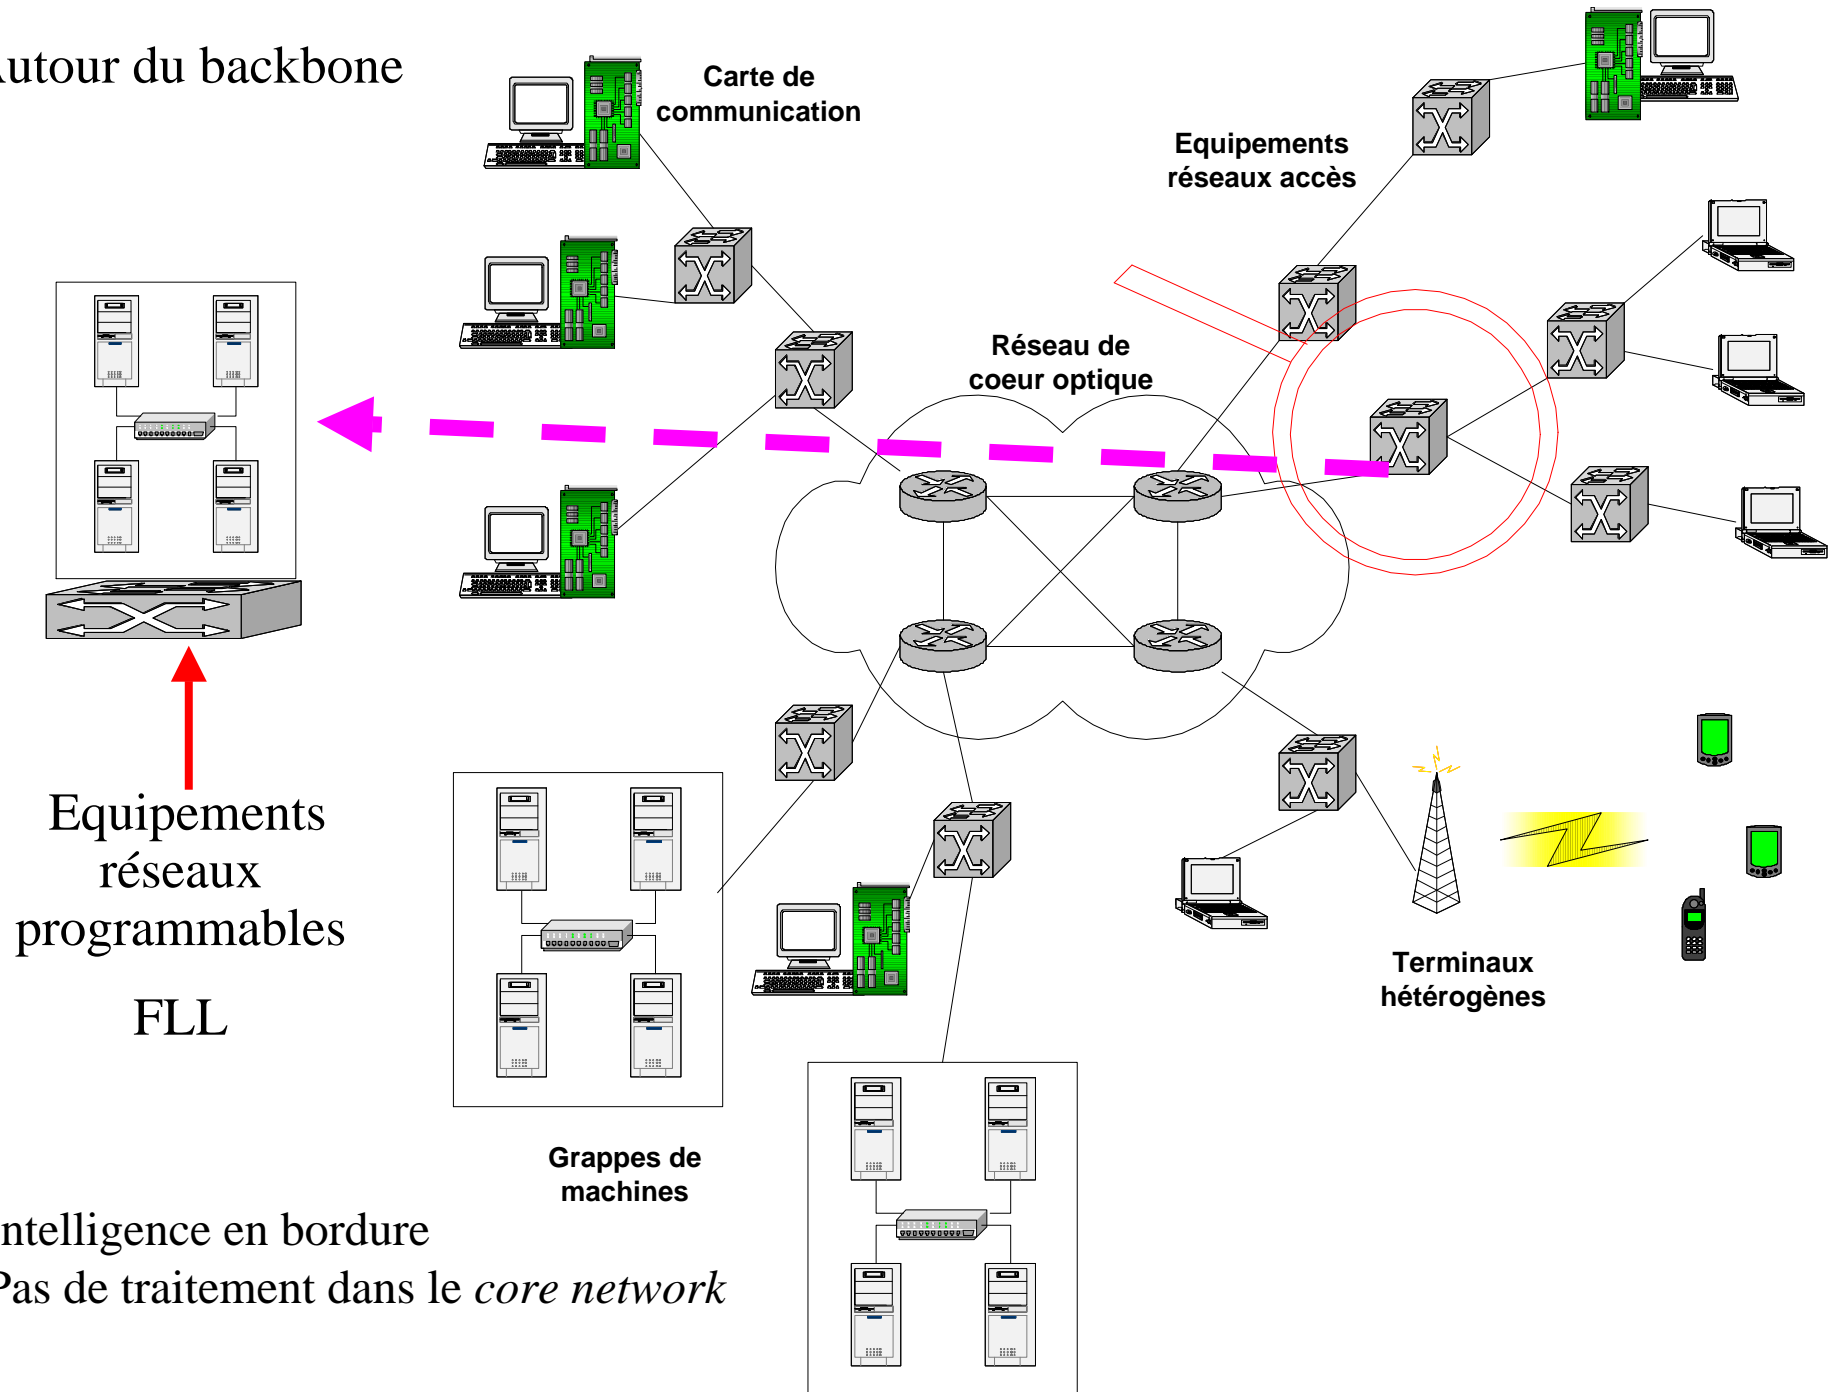 Autour du backbone
Carte de
communication
Equipements
réseaux accès
Réseau de
coeur optique
Equipements
réseaux
programmables
FLL
Terminaux
hétérogènes
Grappes de
machines
ntelligence en bordure
Pas de traitement dans le core network